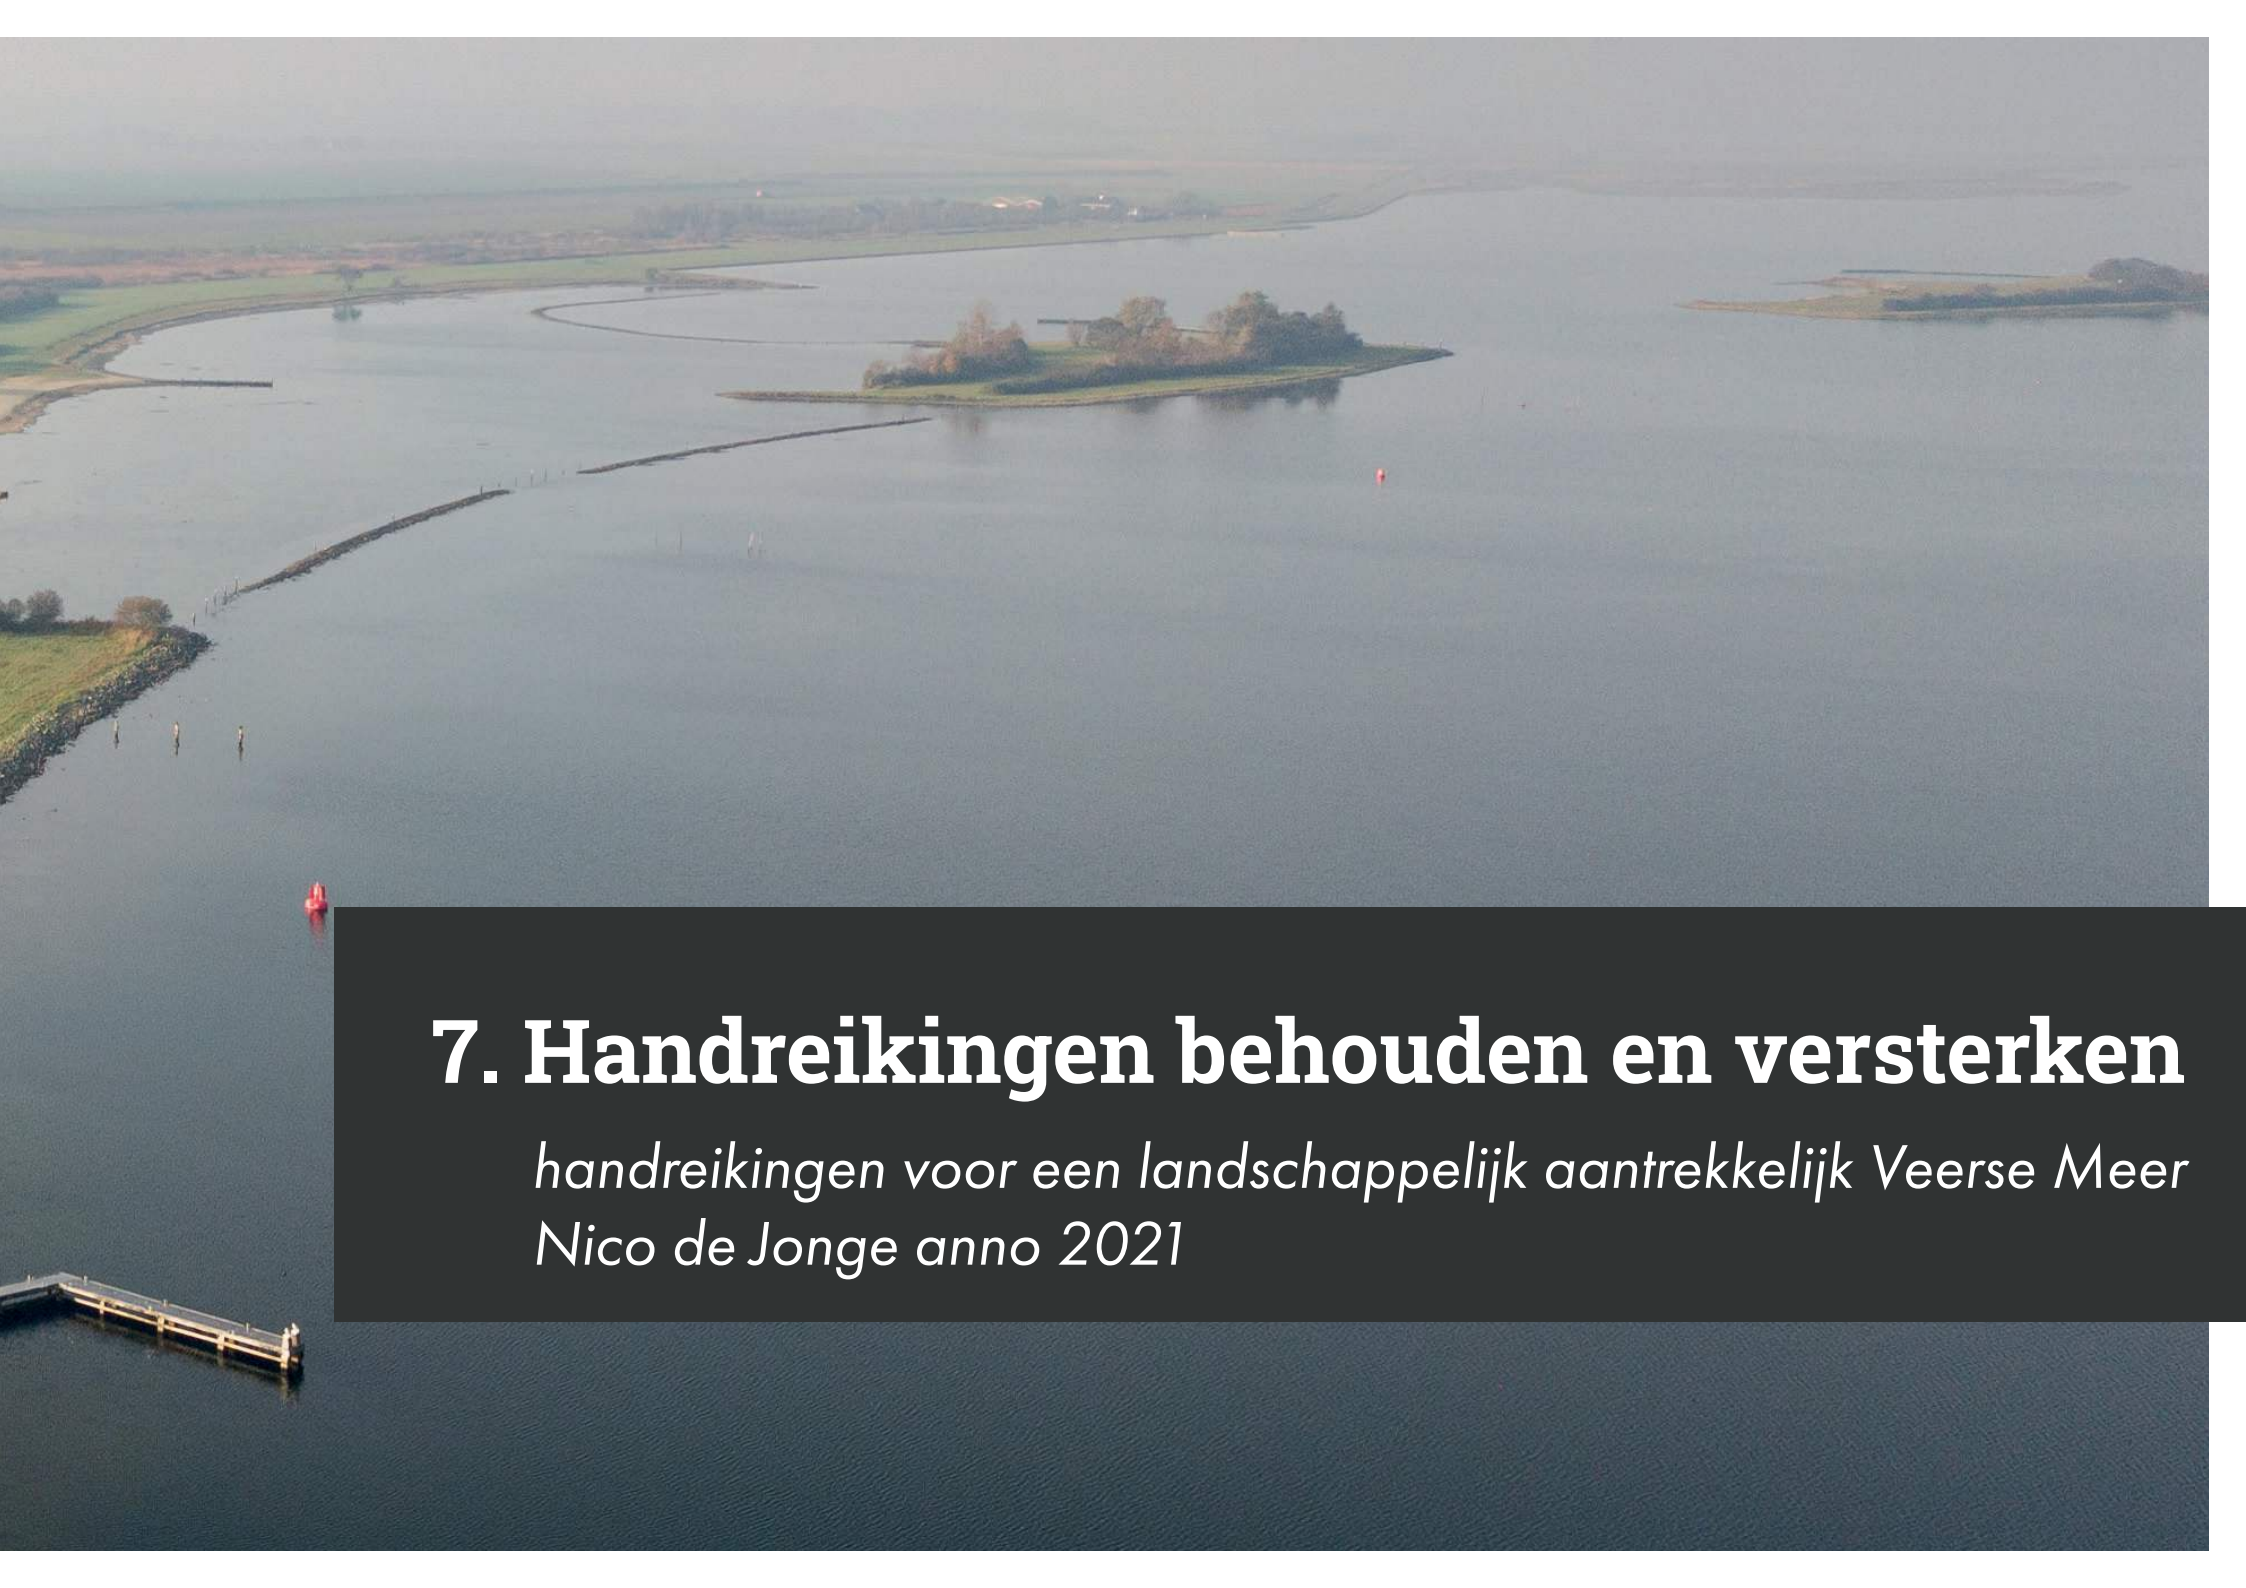 7. Handreikingen behouden en versterken
handreikingen voor een landschappelijk aantrekkelijk Veerse Meer
Nico de Jonge anno 2021